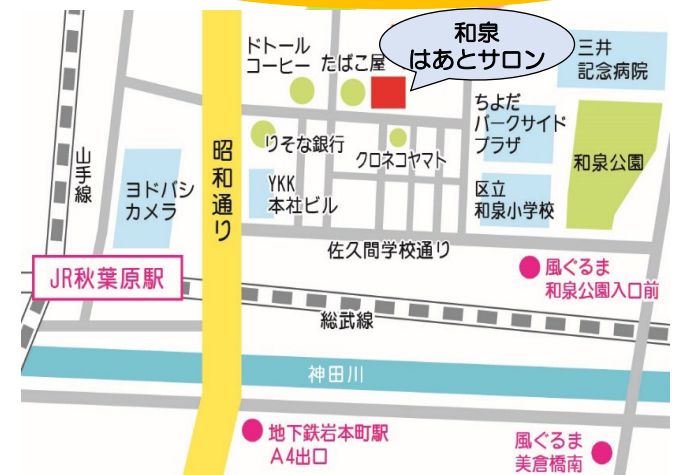 和泉
はあとサロン
ドトール
コーヒー
たばこ屋
三井
記念病院
ちよだ
パークサイド
プラザ
和泉公園
りそな銀行
クロネコヤマト
昭和通り
山手線
ヨドバシ
カメラ
YKK
本社ビル
区立
和泉小学校
佐久間学校通り
JR秋葉原駅
風ぐるま
和泉公園入口前
総武線
神田川
地下鉄岩本町駅
A4出口
風ぐるま
美倉橋南